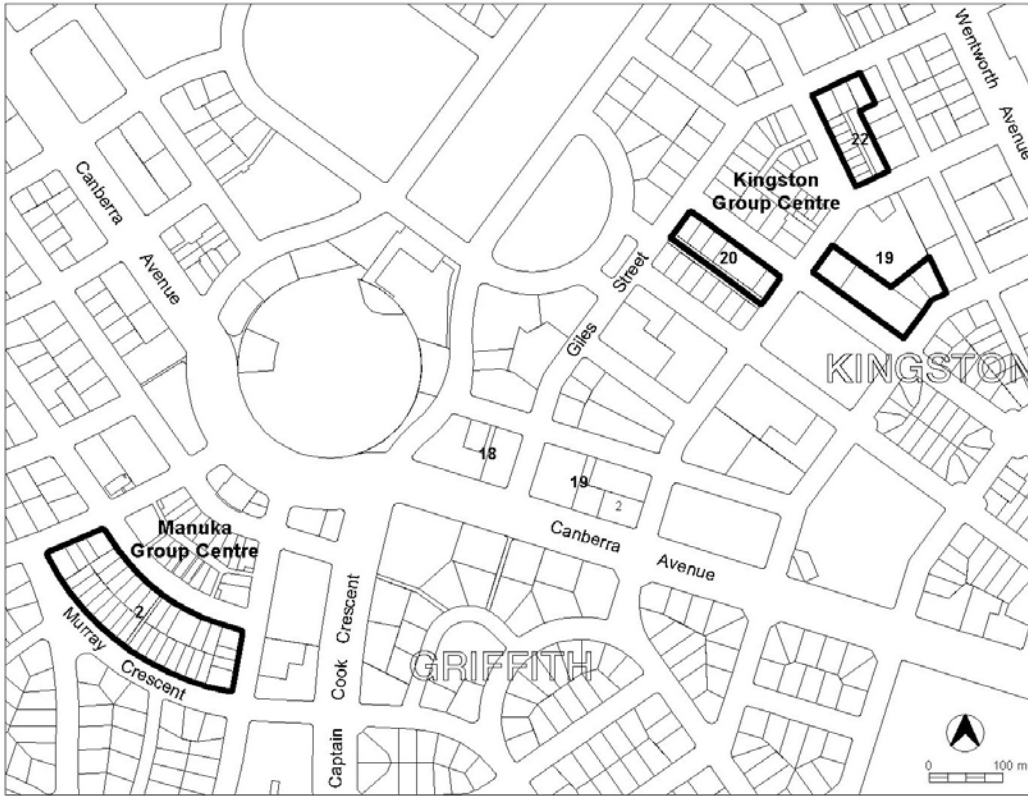 Wentworth
Avenue
22
Kingston
Group Centre
Canberra
Avenue
20
19
Street
Giles
KINGSTON
18
19
2
Manuka
Group Centre
Canberra
Avenue
2
Murray
Crescent
Crescent
Cook
Captain
GRIFFITH
0 100 m